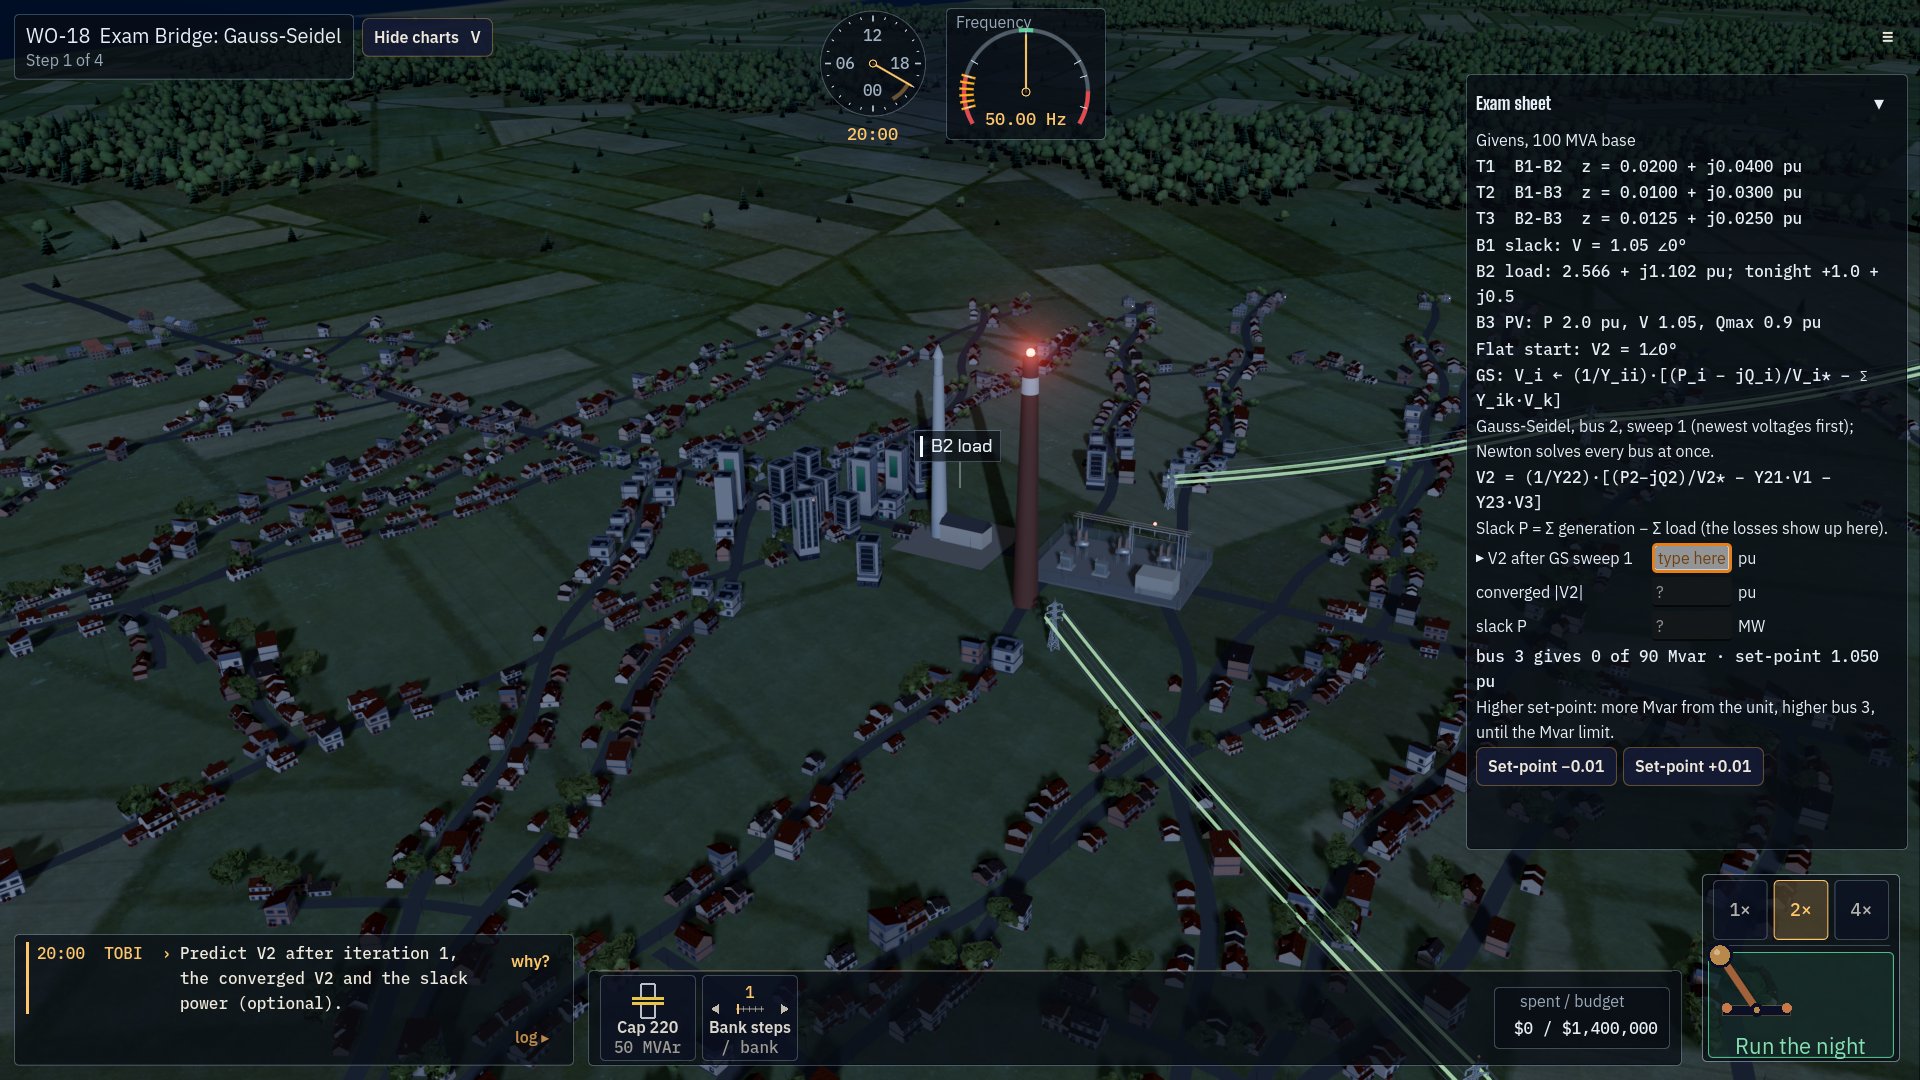 WO-18 Exam Bridge: Gauss-Seidel
Step 1 of 4
Hide charts V
12
06
18
00
20:00
Frequency
50.00 Hz
≡
Exam sheet ▼
Givens, 100 MVA base
T1 B1-B2 z = 0.0200 + j0.0400 pu
T2 B1-B3 z = 0.0100 + j0.0300 pu
T3 B2-B3 z = 0.0125 + j0.0250 pu
B1 slack: V = 1.05 ∠0°
B2 load: 2.566 + j1.102 pu; tonight +1.0 +
j0.5
B3 PV: P 2.0 pu, V 1.05, Qmax 0.9 pu
Flat start: V2 = 1∠0°
GS: V_i ← (1/Y_ii)·[(P_i − jQ_i)/V_i* − Σ
Y_ik·V_k]
Gauss-Seidel, bus 2, sweep 1 (newest voltages first);
Newton solves every bus at once.
V2 = (1/Y22)·[(P2−jQ2)/V2* − Y21·V1 −
Y23·V3]
Slack P = Σ generation − Σ load (the losses show up here).
▸ V2 after GS sweep 1 type here pu
converged |V2| ? pu
slack P ? MW
bus 3 gives 0 of 90 Mvar · set-point 1.050
pu
Higher set-point: more Mvar from the unit, higher bus 3,
until the Mvar limit.
Set-point −0.01 Set-point +0.01
B2 load
20:00 TOBI › Predict V2 after iteration 1,
the converged V2 and the slack
power (optional).
why?
log ▸
Cap 220
50 MVAr
1
Bank steps
/ bank
spent / budget
$0 / $1,400,000
1× 2× 4×
Run the night